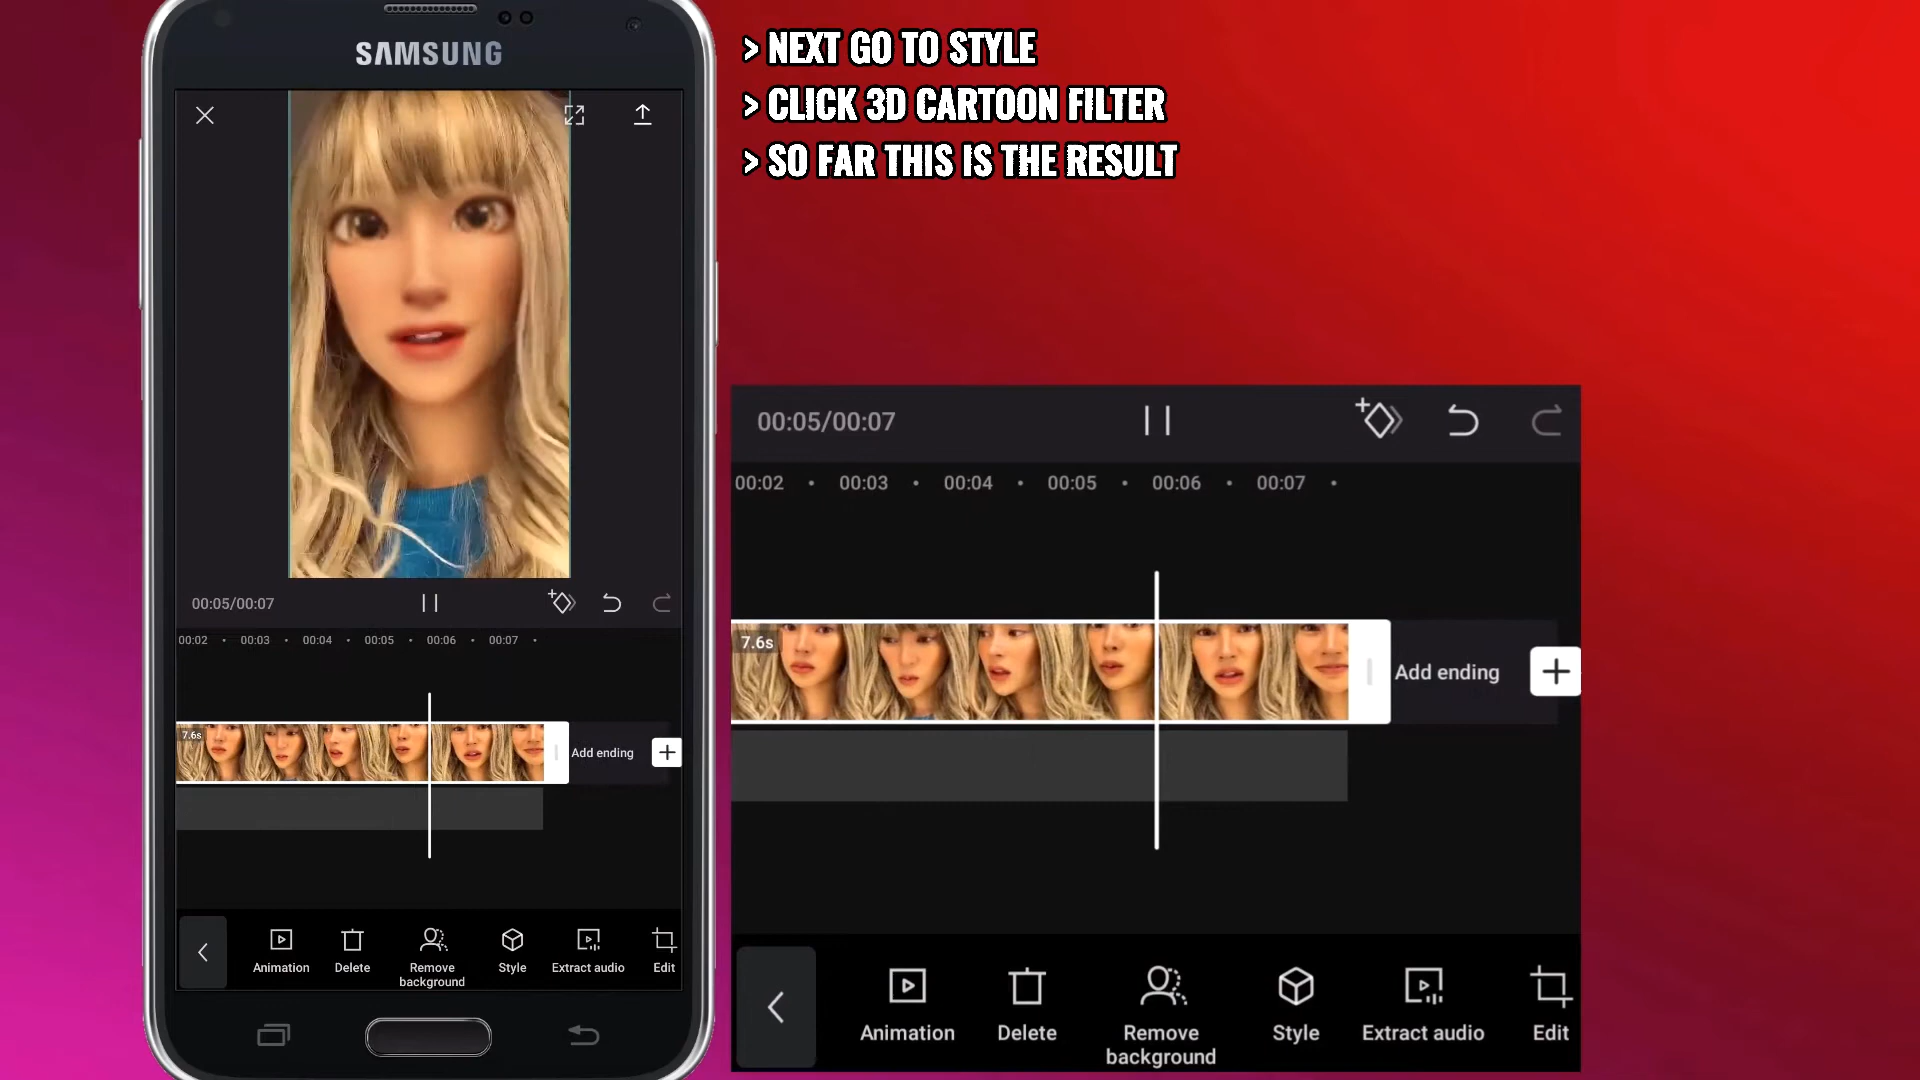 SAMSUNG
> NEXT GO TO STYLE
> CLICK 3D CARTOON FILTER
> SO FAR THIS IS THE RESULT
00:05/00:07
00:02 00:03 00:04 00:05 00:06 00:07
7.6s
Add ending
Animation
Delete
Remove
background
Style
Extract audio
Edit
00:05/00:07
00:02 00:03 00:04 00:05 00:06 00:07
7.6s
Add ending
Animation
Delete
Remove
background
Style
Extract audio
Edit